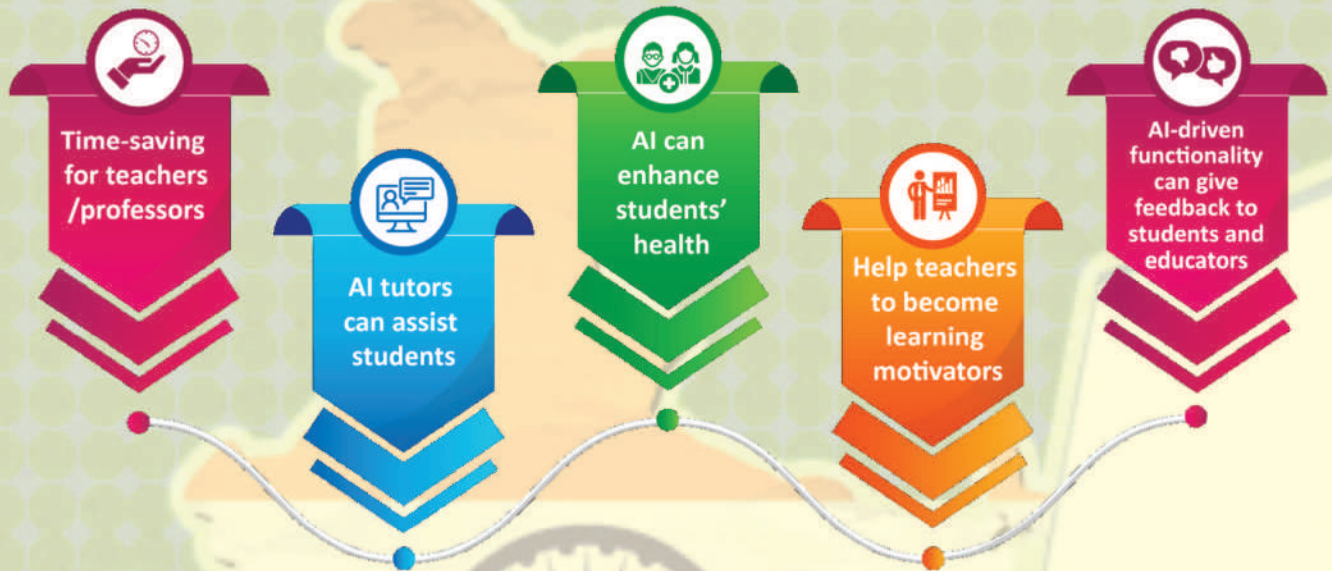 Time-saving
for teachers
/professors
AI tutors
can assist
students
AI can
enhance
students'
health
Help teachers
to become
learning
motivators
AI-driven
functionality
can give
feedback to
students and
educators